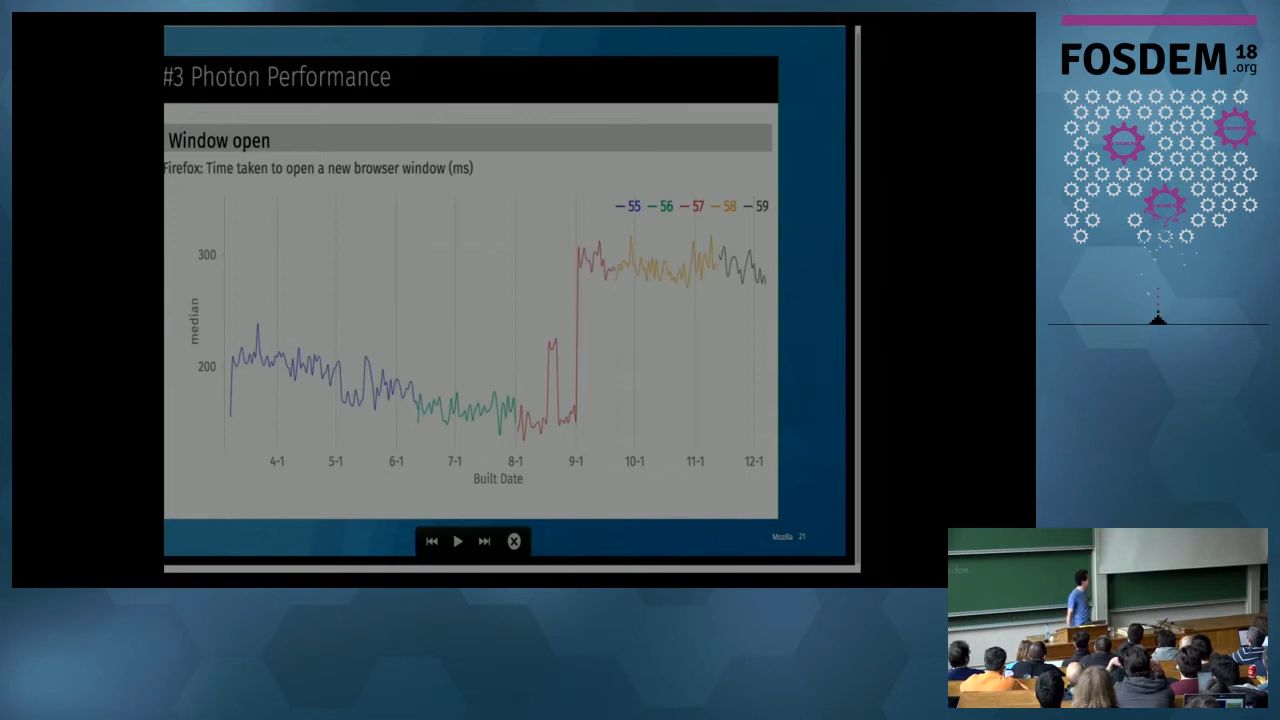 #3 Photon Performance
Window open
Firefox: Time taken to open a new browser window (ms)
55 56 57 58 59
300
median
200
4-1 5-1 6-1 7-1 8-1 9-1 10-1 11-1 12-1
Built Date
Mozilla 21
FOSDEM 18
.org